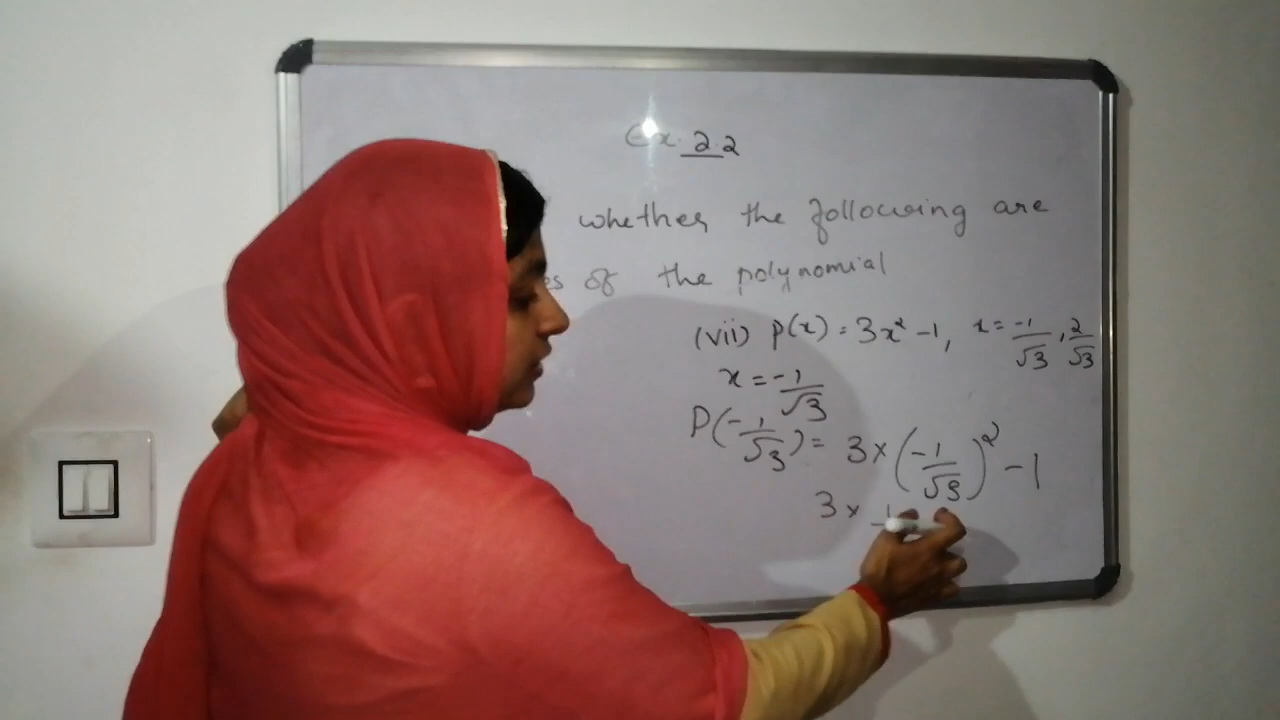 Ex. 2.2
whether the following are
es of the polynomial
(vii) p(x) = 3x² - 1, x = -1/√3, 2/√3
x = -1/√3
P(-1/√3) = 3 × (-1/√3)² - 1
3 × 1